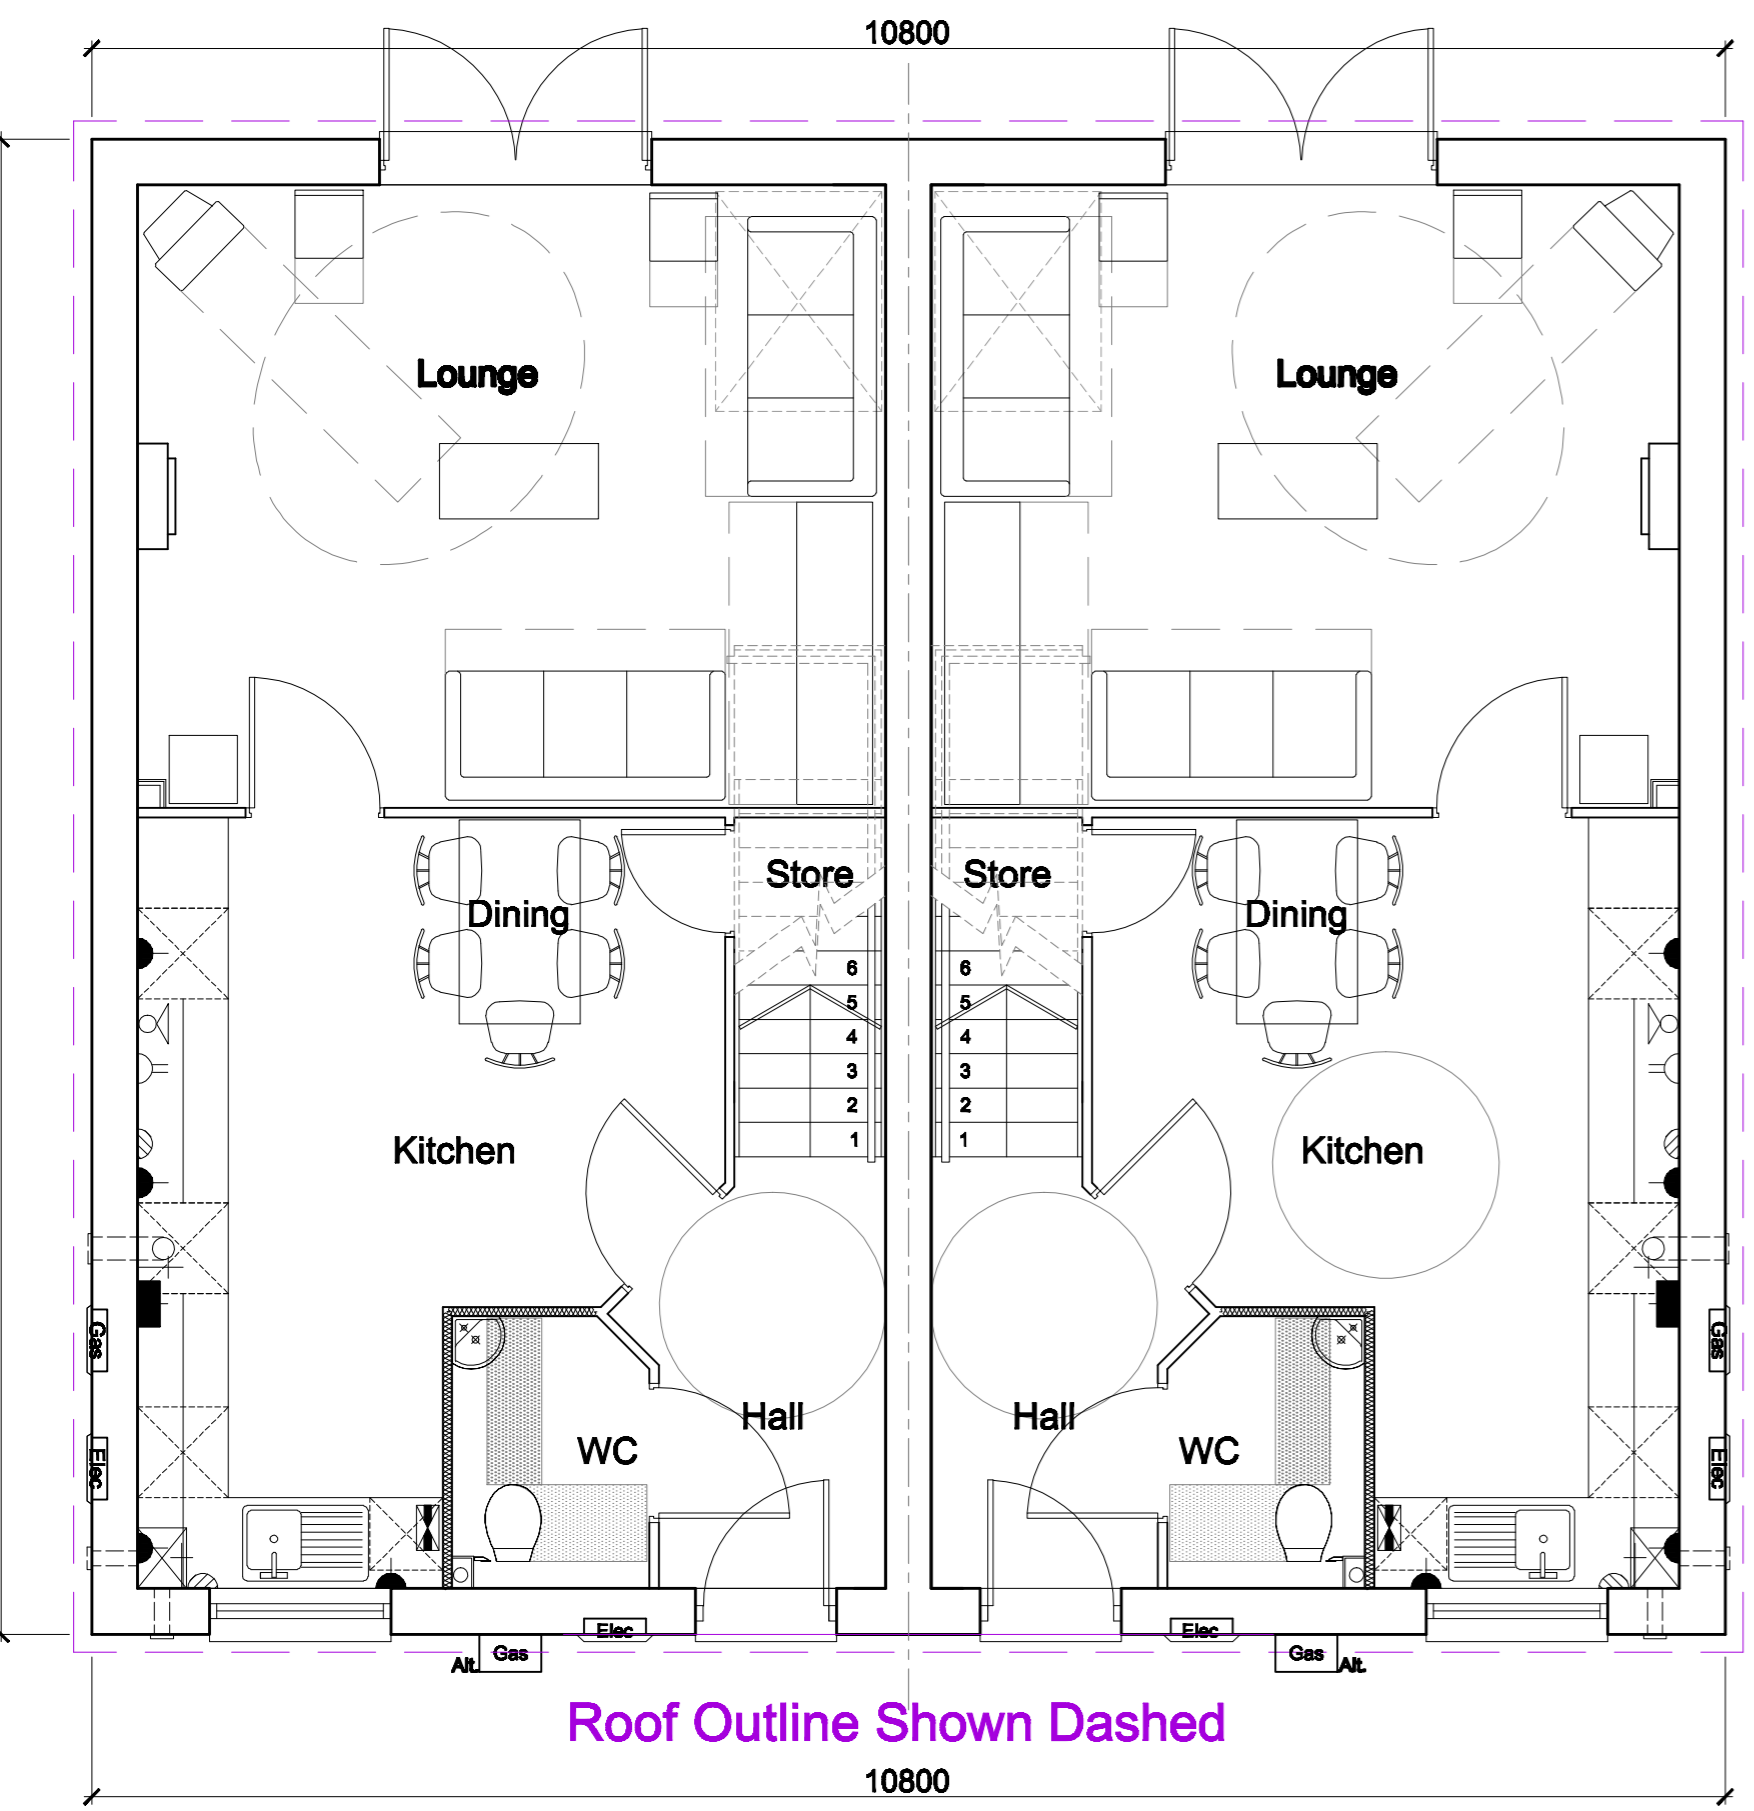 10800
Lounge Lounge
Store Store
Dining Dining
6 6
5 5
4 4
3 3
2 2
1 1
Kitchen Kitchen
Gas Gas
Hall Hall
WC WC
Elec Elec
Elec Elec
Alt. Gas Gas Alt.
Roof Outline Shown Dashed
10800